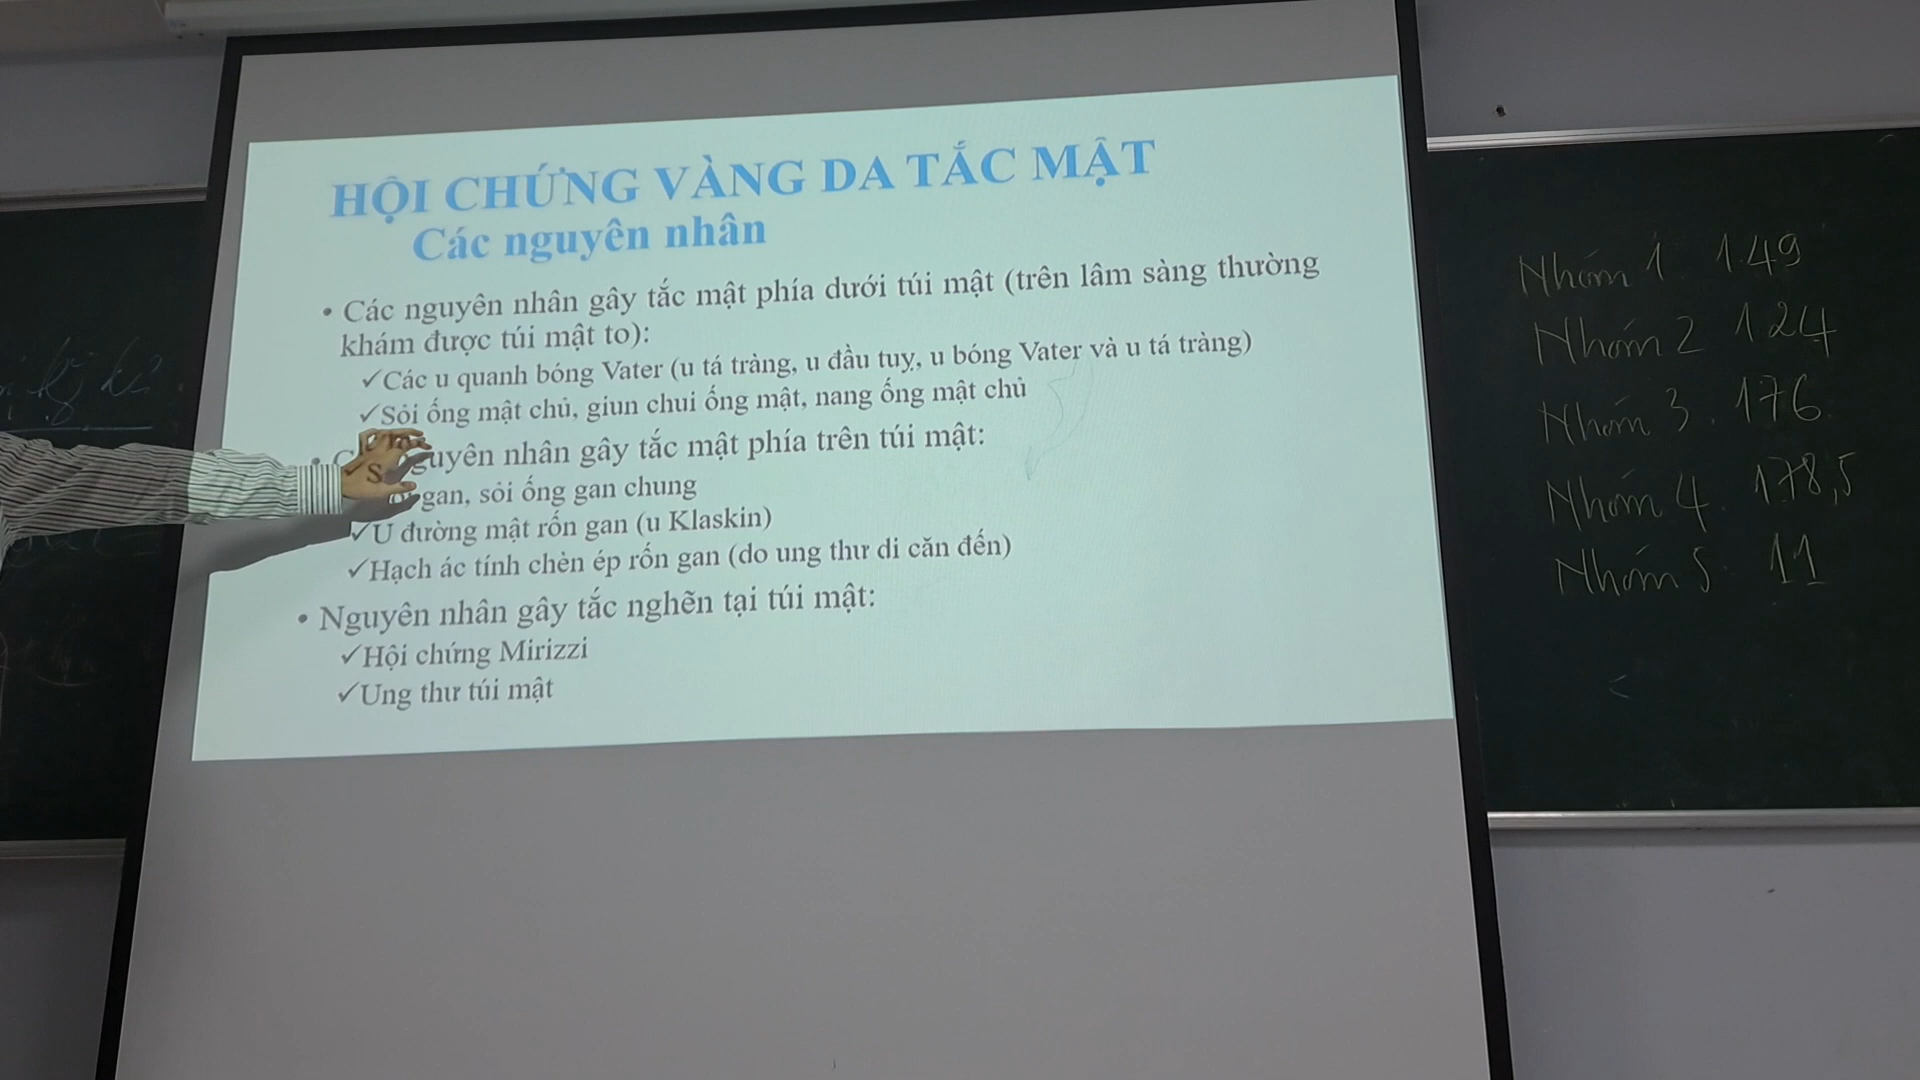 HỘI CHỨNG VÀNG DA TẮC MẬT
Các nguyên nhân
• Các nguyên nhân gây tắc mật phía dưới túi mật (trên lâm sàng thường
khám được túi mật to):
✓Các u quanh bóng Vater (u tá tràng, u đầu tuỵ, u bóng Vater và u tá tràng)
✓Sỏi ống mật chủ, giun chui ống mật, nang ống mật chủ
nguyên nhân gây tắc mật phía trên túi mật:
gan, sỏi ống gan chung
✓U đường mật rốn gan (u Klaskin)
✓Hạch ác tính chèn ép rốn gan (do ung thư di căn đến)
• Nguyên nhân gây tắc nghẽn tại túi mật:
✓Hội chứng Mirizzi
✓Ung thư túi mật
Nhóm 1. 149
Nhóm 2 124
Nhóm 3. 176
Nhóm 4. 178,5
Nhóm 5. 11